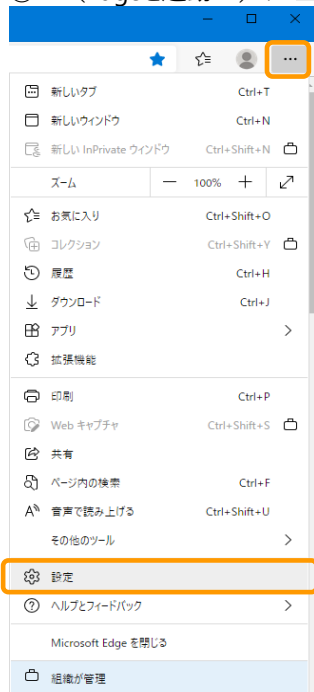 新しいタブ Ctrl+T
新しいウィンドウ Ctrl+N
新しい InPrivate ウィンドウ Ctrl+Shift+N
ズーム — 100% +
お気に入り Ctrl+Shift+O
コレクション Ctrl+Shift+Y
履歴 Ctrl+H
ダウンロード Ctrl+J
アプリ
拡張機能
印刷 Ctrl+P
Web キャプチャ Ctrl+Shift+S
共有
ページ内の検索 Ctrl+F
音声で読み上げる Ctrl+Shift+U
その他のツール
設定
ヘルプとフィードバック
Microsoft Edge を閉じる
組織が管理